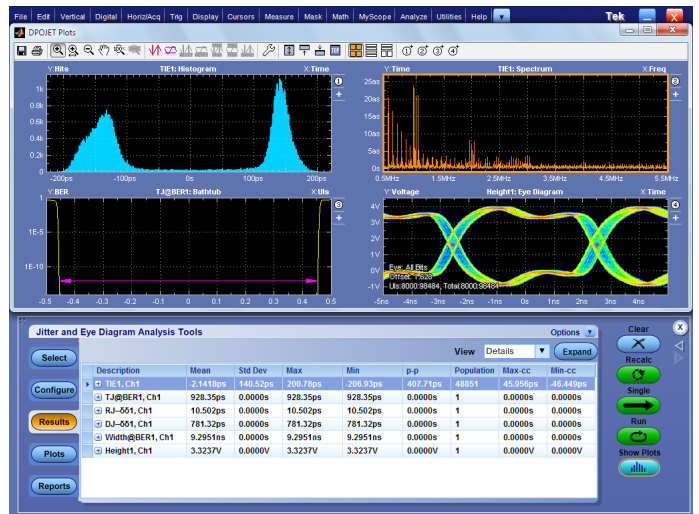 File Edit Vertical Digital Horiz/Acq Trig Display Cursors Measure Mask Math MyScope Analyze Utilities Help Tek
DPOJET Plots
Y:Hits TIE1: Histogram X:Time
1k
0.8k
0.6k
0.4k
0.2k
0
-200ps -100ps 0s 100ps 200ps
Y:Time TIE1: Spectrum X:Freq
25as
20as
15as
10as
5as
0s
0.5MHz 1.5MHz 2.5MHz 3.5MHz 4.5MHz 5.5MHz
Y:BER TJ@BER1: Bathtub X:UIs
1
1E-5
1E-10
-0.5 -0.4 -0.3 -0.2 -0.1 0 0.1 0.2 0.3 0.4 0.5
Y:Voltage Height1: Eye Diagram X:Time
4V
3V
2V
1V
0V
-1V
Eye: All Bits
Offset: 1.628
UIs:8000:98484, Total:8000:98484
-5ns -4ns -3ns -2ns -1ns 0s 1ns 2ns 3ns 4ns
Jitter and Eye Diagram Analysis Tools Options Clear
View Details Expand
Description Mean Std Dev Max Min p-p Population Max-cc Min-cc
TIE1, Ch1 -2.1418ps 140.52ps 200.78ps -206.93ps 407.71ps 48851 45.956ps -46.449ps
TJ@BER1, Ch1 928.35ps 0.0000s 928.35ps 928.35ps 0.0000s 1 0.0000s 0.0000s
RJ–δδ1, Ch1 10.502ps 0.0000s 10.502ps 10.502ps 0.0000s 1 0.0000s 0.0000s
DJ–δδ1, Ch1 781.32ps 0.0000s 781.32ps 781.32ps 0.0000s 1 0.0000s 0.0000s
Width@BER1, Ch1 9.2951ns 0.0000s 9.2951ns 9.2951ns 0.0000s 1 0.0000s 0.0000s
Height1, Ch1 3.3237V 0.0000V 3.3237V 3.3237V 0.0000V 1 0.0000V 0.0000V
Select
Configure
Results
Plots
Reports
Recalc
Single
Run
Show Plots